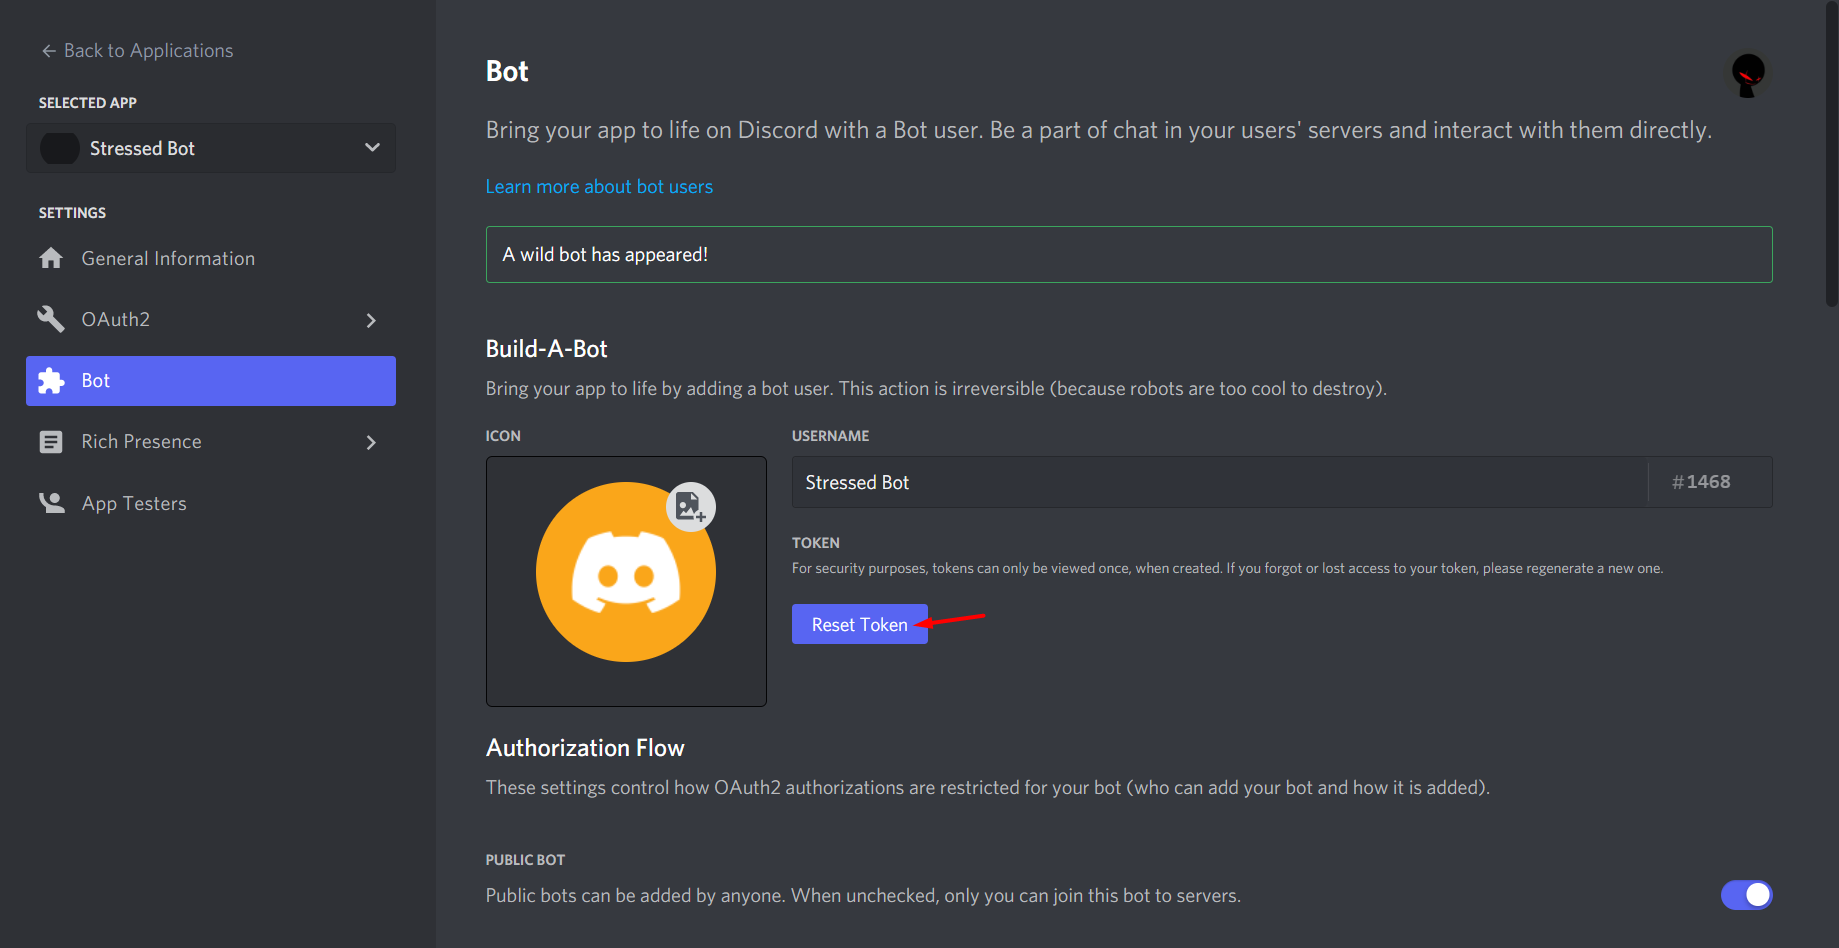 Back to Applications
SELECTED APP
Stressed Bot
SETTINGS
General Information
OAuth2
Bot
Rich Presence
App Testers
Bot
Bring your app to life on Discord with a Bot user. Be a part of chat in your users' servers and interact with them directly.
Learn more about bot users
A wild bot has appeared!
Build-A-Bot
Bring your app to life by adding a bot user. This action is irreversible (because robots are too cool to destroy).
ICON
USERNAME
Stressed Bot #1468
TOKEN
For security purposes, tokens can only be viewed once, when created. If you forgot or lost access to your token, please regenerate a new one.
Reset Token
Authorization Flow
These settings control how OAuth2 authorizations are restricted for your bot (who can add your bot and how it is added).
PUBLIC BOT
Public bots can be added by anyone. When unchecked, only you can join this bot to servers.